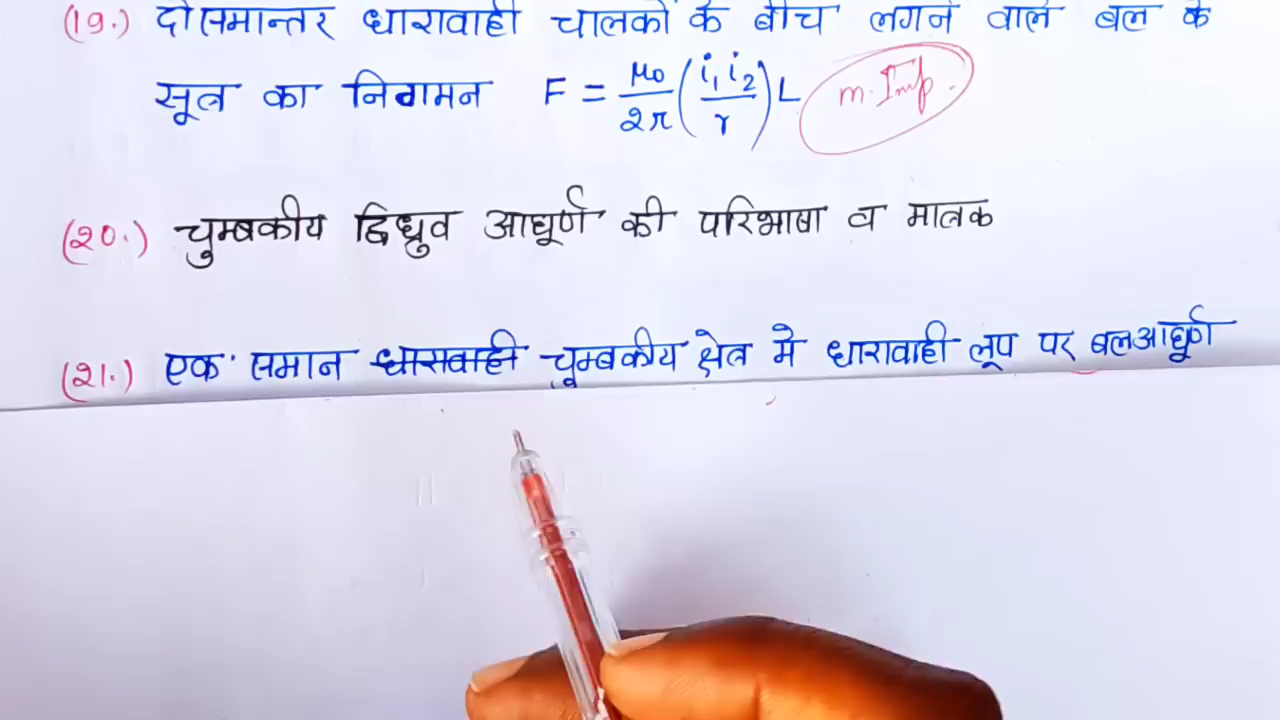 (19.) दो समान्तर धारावाही चालकों के बीच लगने वाले बल के
सूत्र का निगमन F = μ₀/2π (i₁i₂/r) L m. Imp.
(20.) चुम्बकीय द्विध्रुव आघूर्ण की परिभाषा व मात्रक
(21.) एक समान धारावाही चुम्बकीय क्षेत्र मे धारावाही लूप पर बलआघूर्ण